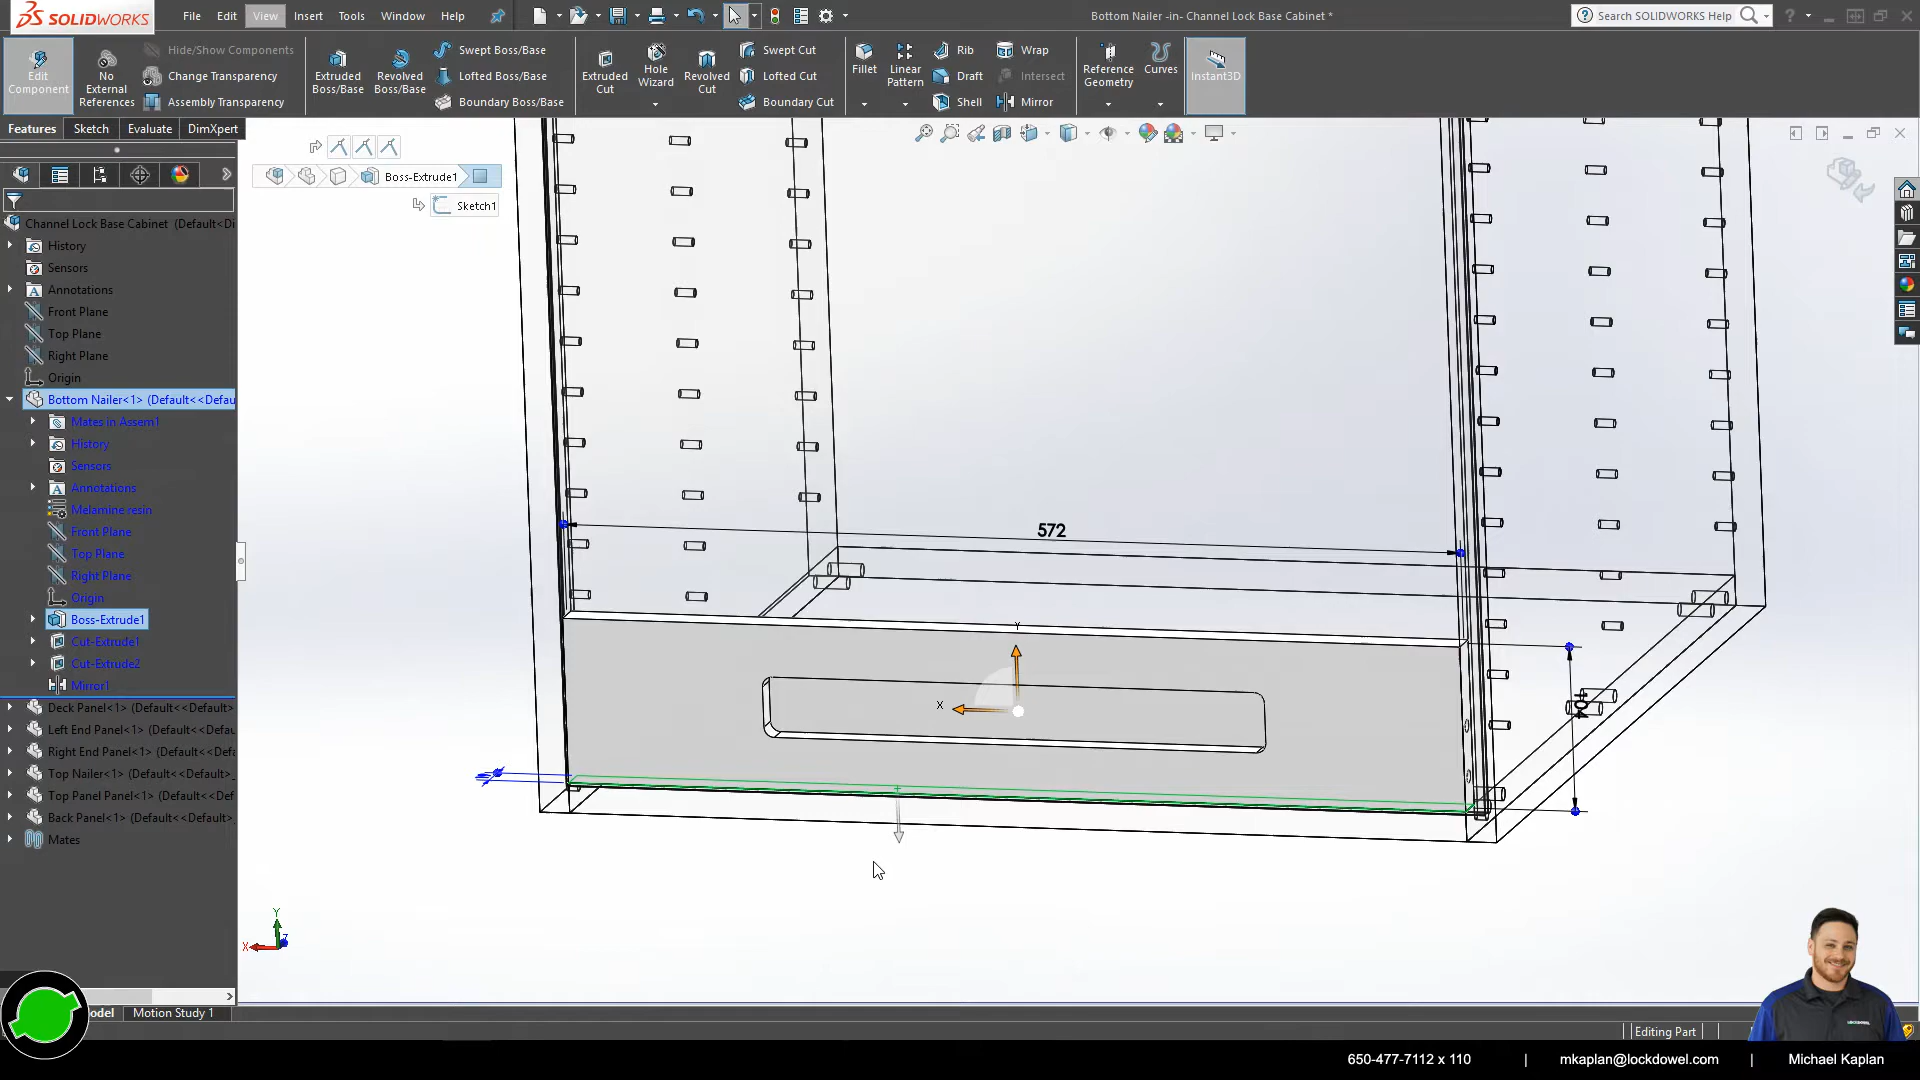 SOLIDWORKS
File Edit View Insert Tools Window Help
Bottom Nailer -in- Channel Lock Base Cabinet *
Search SOLIDWORKS Help
Edit Component
No External References
Hide/Show Components
Change Transparency
Assembly Transparency
Extruded Boss/Base
Revolved Boss/Base
Swept Boss/Base
Lofted Boss/Base
Boundary Boss/Base
Extruded Cut
Hole Wizard
Revolved Cut
Swept Cut
Lofted Cut
Boundary Cut
Fillet
Linear Pattern
Rib
Draft
Shell
Wrap
Intersect
Mirror
Reference Geometry
Curves
Instant3D
Features Sketch Evaluate DimXpert
Boss-Extrude1
Sketch1
Channel Lock Base Cabinet (Default<Di
History
Sensors
Annotations
Front Plane
Top Plane
Right Plane
Origin
Bottom Nailer<1> (Default<<Defau
Mates in Assem1
History
Sensors
Annotations
Melamine resin
Front Plane
Top Plane
Right Plane
Origin
Boss-Extrude1
Cut-Extrude1
Cut-Extrude2
Mirror1
Deck Panel<1> (Default<<Default>
Left End Panel<1> (Default<<Defa
Right End Panel<1> (Default<<Def
Top Nailer<1> (Default<<Default>_
Top Panel Panel<1> (Default<<Def
Back Panel<1> (Default<<Default>_
Mates
572
Y
X
Y
X
Z
odel Motion Study 1
Editing Part
650-477-7112 x 110 | mkaplan@lockdowel.com | Michael Kaplan